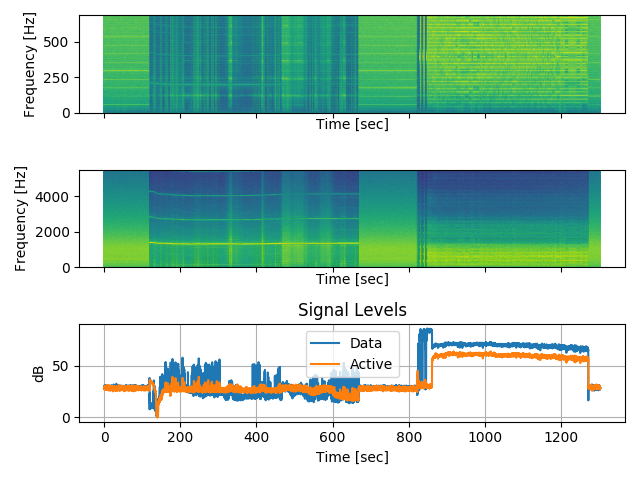 Frequency [Hz]
500
250
0
Time [sec]
Frequency [Hz]
4000
2000
0
Time [sec]
Signal Levels
dB
50
0
Data
Active
0
200
400
600
800
1000
1200
Time [sec]